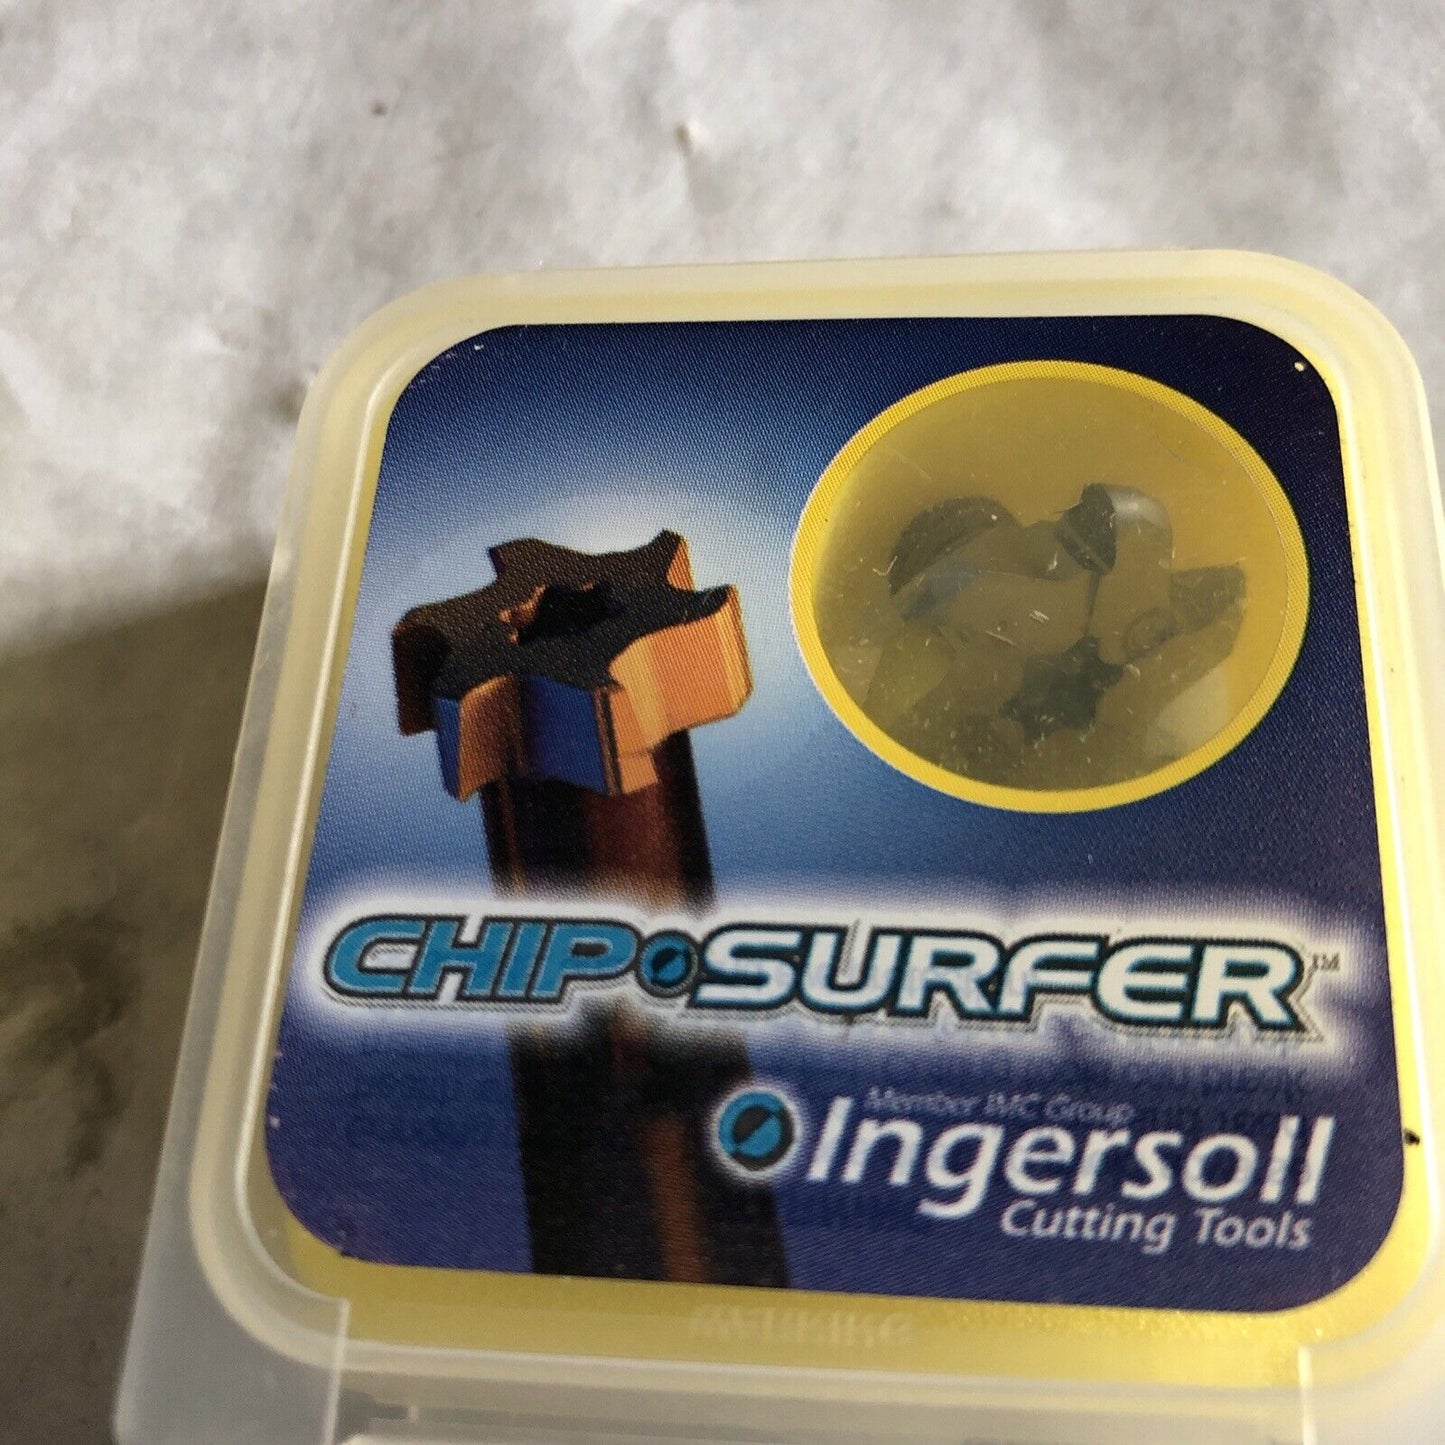 CHIP SURFER™
Member IMC Group
Ingersoll
Cutting Tools